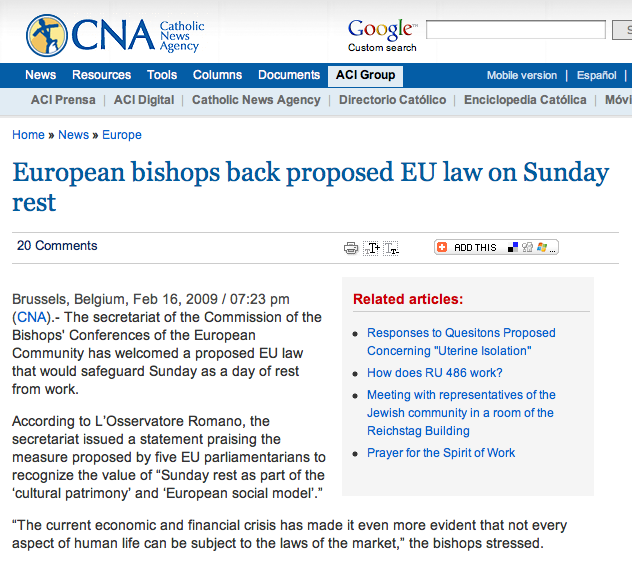 CNA Catholic
News
Agency
Google™
Custom search
S
News Resources Tools Columns Documents ACI Group Mobile version | Español |
ACI Prensa | ACI Digital | Catholic News Agency | Directorio Católico | Enciclopedia Católica | Móvi
Home » News » Europe
European bishops back proposed EU law on Sunday
rest
20 Comments
T+ T-
ADD THIS ...
Brussels, Belgium, Feb 16, 2009 / 07:23 pm
(CNA).- The secretariat of the Commission of the
Bishops' Conferences of the European
Community has welcomed a proposed EU law
that would safeguard Sunday as a day of rest
from work.
According to L'Osservatore Romano, the
secretariat issued a statement praising the
measure proposed by five EU parliamentarians to
recognize the value of “Sunday rest as part of the
‘cultural patrimony’ and ‘European social model’.”
Related articles:
Responses to Quesitons Proposed
Concerning "Uterine Isolation"
How does RU 486 work?
Meeting with representatives of the
Jewish community in a room of the
Reichstag Building
Prayer for the Spirit of Work
“The current economic and financial crisis has made it even more evident that not every
aspect of human life can be subject to the laws of the market,” the bishops stressed.